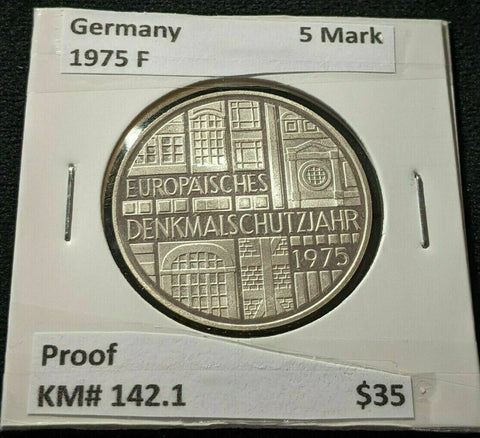 Germany 5 Mark
1975 F
EUROPÄISCHES
DENKMALSCHUTZJAHR
1975
Proof
KM# 142.1 $35